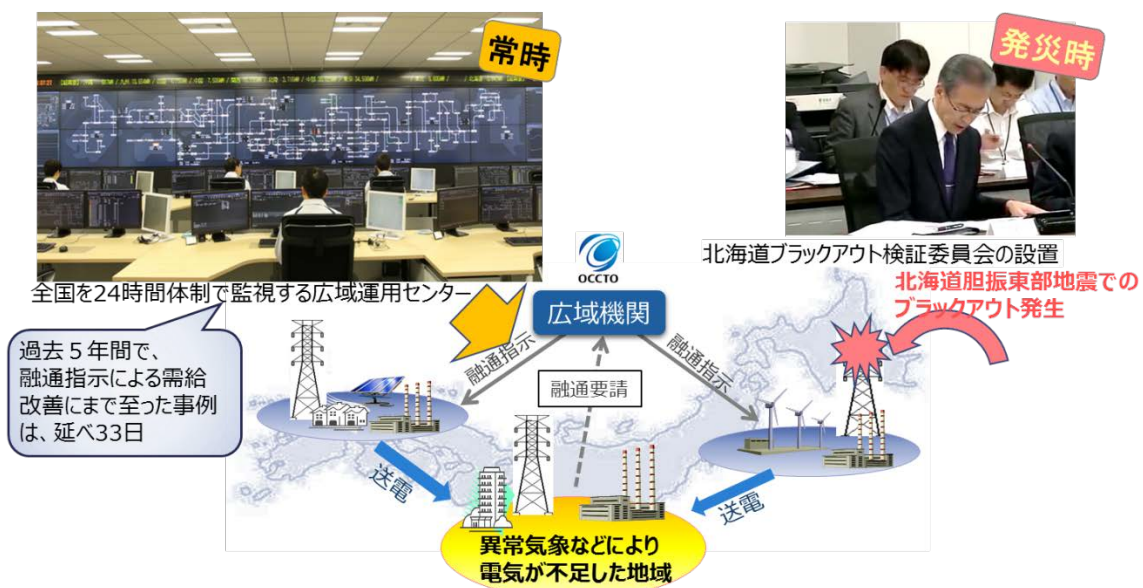 常時
発災時
全国を24時間体制で監視する広域運用センター
北海道ブラックアウト検証委員会の設置
OCCTO
広域機関
北海道胆振東部地震での
ブラックアウト発生
過去５年間で、
融通指示による需給
改善にまで至った事例
は、延べ33日
融通指示
融通要請
融通指示
送電
送電
異常気象などにより
電気が不足した地域